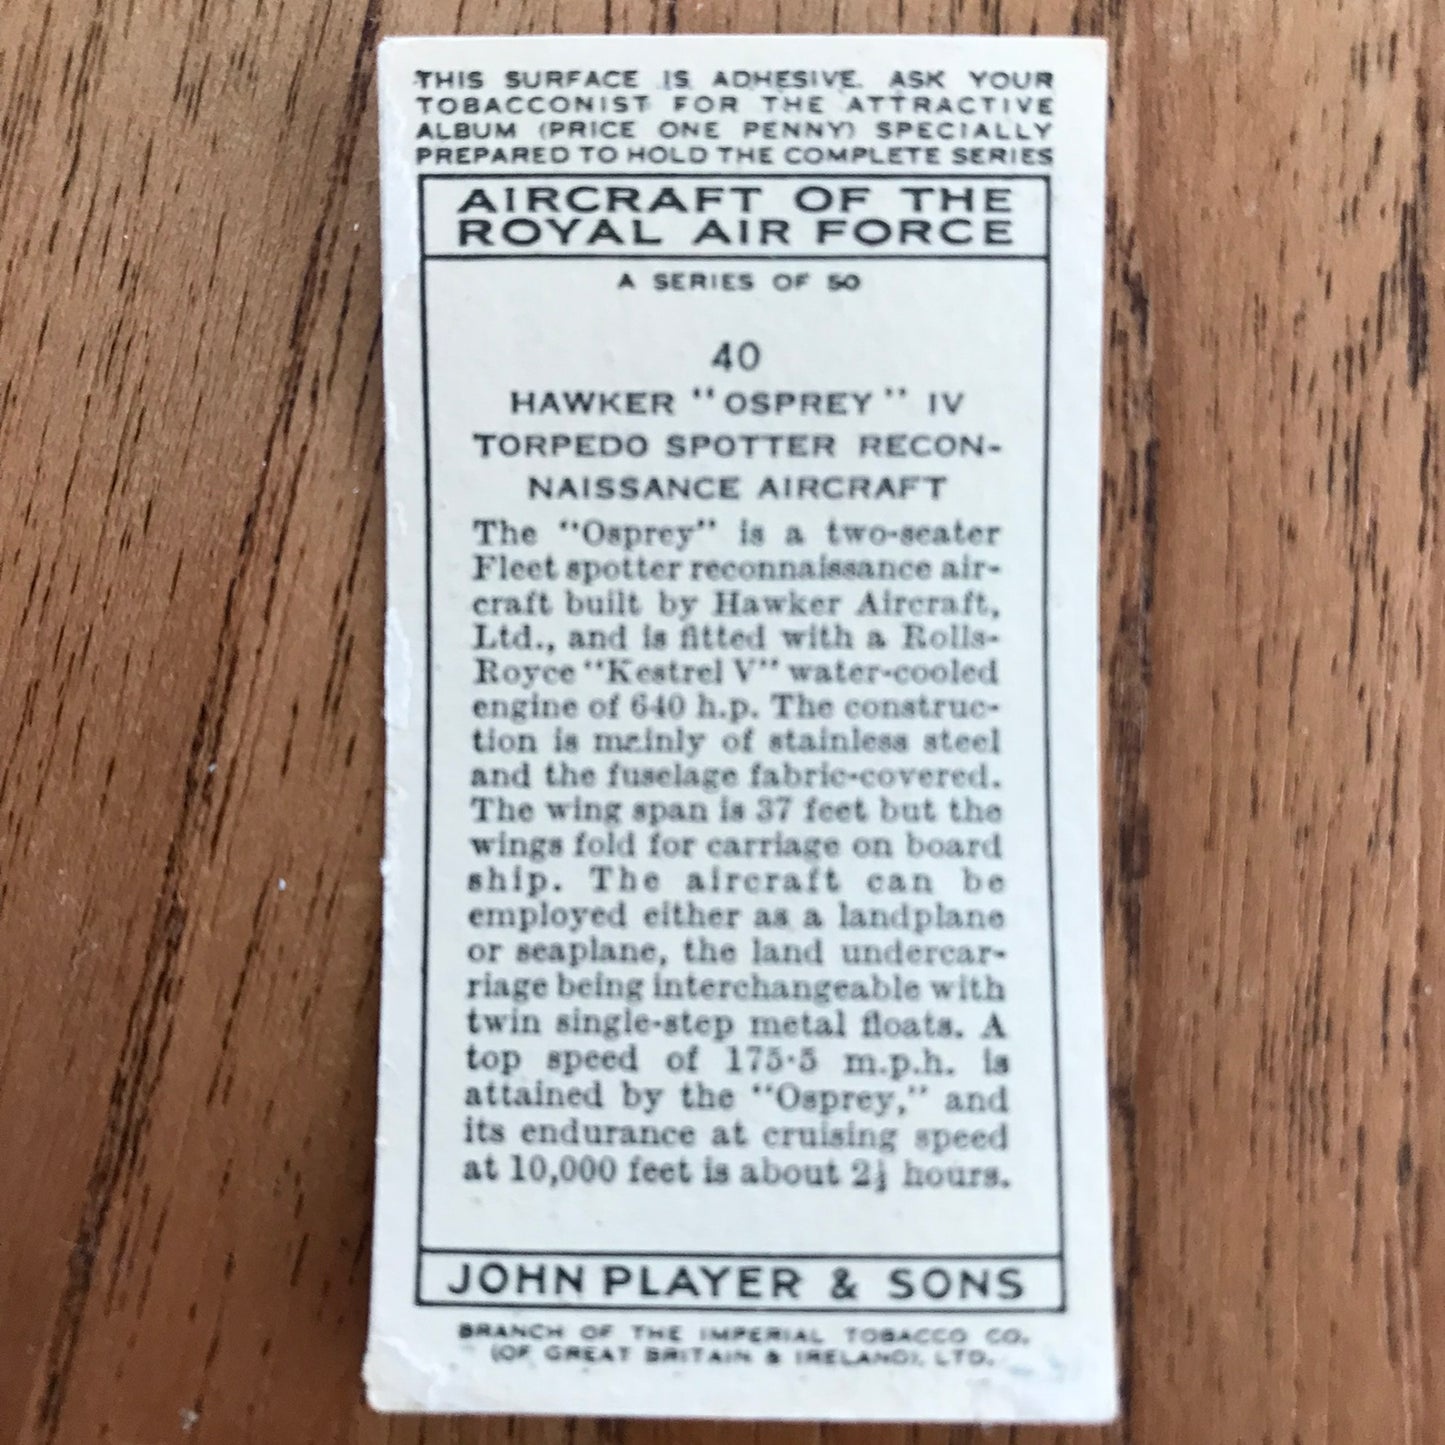 THIS SURFACE IS ADHESIVE. ASK YOUR
TOBACCONIST FOR THE ATTRACTIVE
ALBUM (PRICE ONE PENNY) SPECIALLY
PREPARED TO HOLD THE COMPLETE SERIES
AIRCRAFT OF THE
ROYAL AIR FORCE
A SERIES OF 50
40
HAWKER "OSPREY" IV
TORPEDO SPOTTER RECON-
NAISSANCE AIRCRAFT
The "Osprey" is a two-seater
Fleet spotter reconnaissance air-
craft built by Hawker Aircraft,
Ltd., and is fitted with a Rolls-
Royce "Kestrel V" water-cooled
engine of 640 h.p. The construc-
tion is mainly of stainless steel
and the fuselage fabric-covered.
The wing span is 37 feet but the
wings fold for carriage on board
ship. The aircraft can be
employed either as a landplane
or seaplane, the land undercar-
riage being interchangeable with
twin single-step metal floats. A
top speed of 175·5 m.p.h. is
attained by the "Osprey," and
its endurance at cruising speed
at 10,000 feet is about 2½ hours.
JOHN PLAYER & SONS
BRANCH OF THE IMPERIAL TOBACCO CO.
(OF GREAT BRITAIN & IRELAND), LTD.